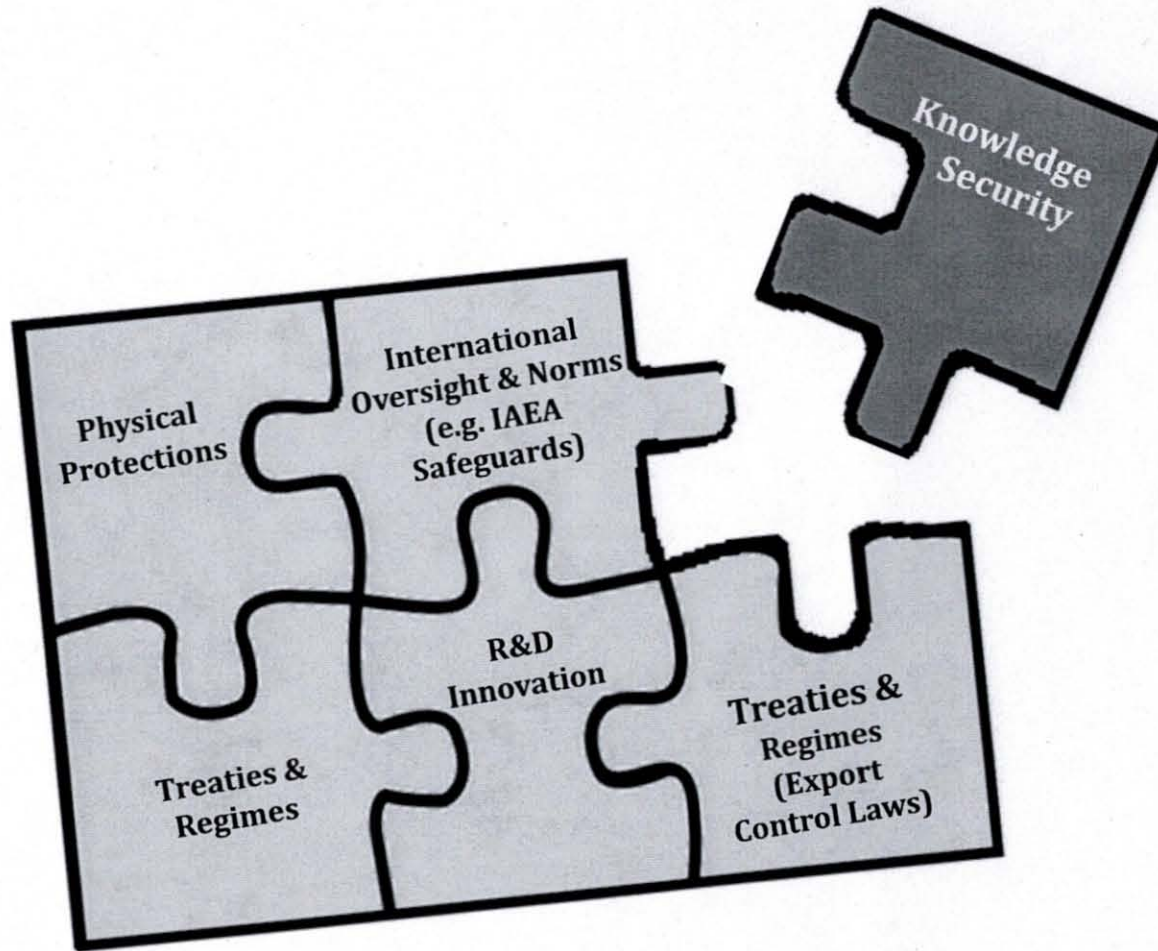 Knowledge
Security
Physical
Protections
International
Oversight & Norms
(e.g. IAEA
Safeguards)
Treaties &
Regimes
R&D
Innovation
Treaties &
Regimes
(Export
Control Laws)